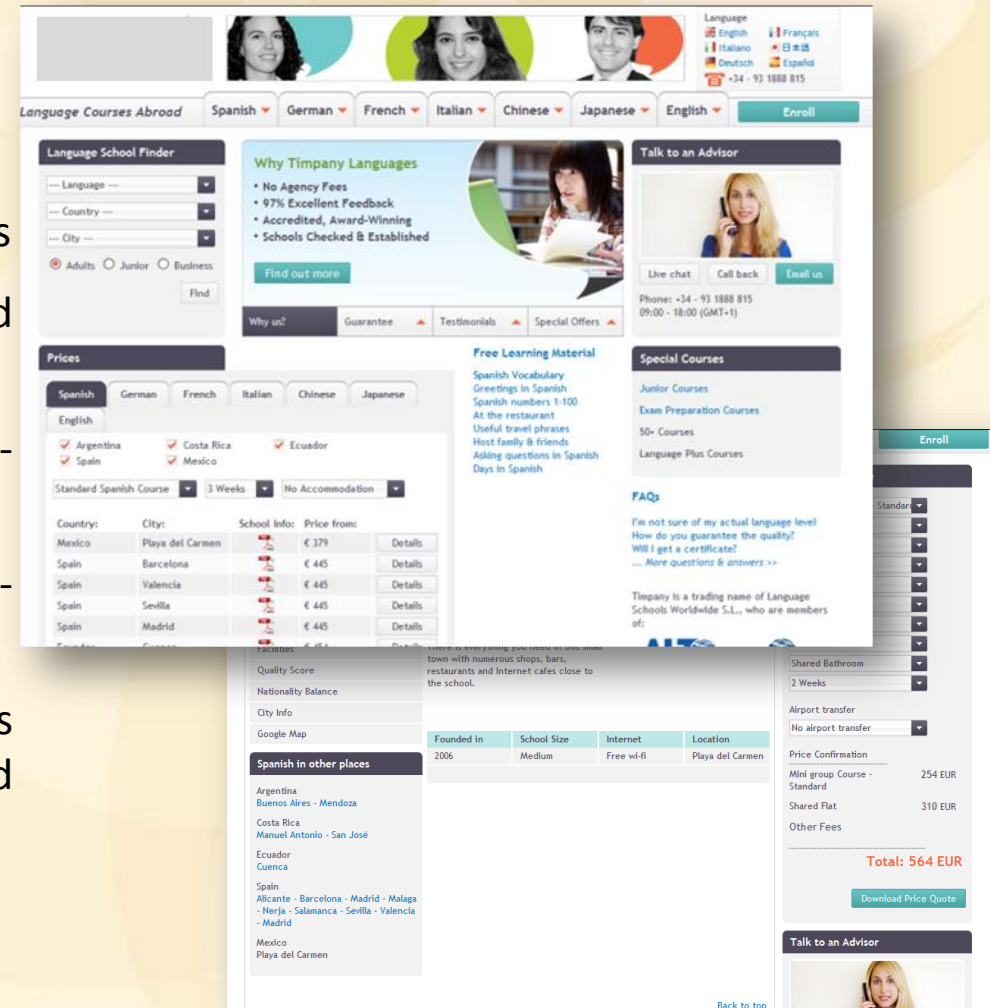 s
d
-
-
s
d
Language
English Français
Italiano 日本語
Deutsch Español
+34 - 93 1888 815
Language Courses Abroad
Spanish German French Italian Chinese Japanese English
Enroll
Language School Finder
--- Language ---
--- Country ---
--- City ---
Adults Junior Business
Find
Why Timpany Languages
• No Agency Fees
• 97% Excellent Feedback
• Accredited, Award-Winning
• Schools Checked & Established
Find out more
Why us? Guarantee Testimonials Special Offers
Talk to an Advisor
Live chat Call back Email us
Phone: +34 - 93 1888 815
09:00 - 18:00 (GMT+1)
Prices
Spanish German French Italian Chinese Japanese
English
Argentina Costa Rica Ecuador
Spain Mexico
Standard Spanish Course 3 Weeks No Accommodation
Country: City: School Info: Price from:
Mexico Playa del Carmen € 379 Details
Spain Barcelona € 445 Details
Spain Valencia € 445 Details
Spain Sevilla € 445 Details
Spain Madrid € 445 Details
Free Learning Material
Spanish Vocabulary
Greetings in Spanish
Spanish numbers 1-100
At the restaurant
Useful travel phrases
Host family & friends
Asking questions in Spanish
Days in Spanish
Special Courses
Junior Courses
Exam Preparation Courses
50+ Courses
Language Plus Courses
FAQs
I'm not sure of my actual language level
How do you guarantee the quality?
Will I get a certificate?
... More questions & answers >>
Timpany is a trading name of Language
Schools Worldwide S.L., who are members
of:
Enroll
Standard
Shared Bathroom
2 Weeks
Airport transfer
No airport transfer
Price Confirmation
Mini group Course - 254 EUR
Standard
Shared Flat 310 EUR
Other Fees
Total: 564 EUR
Download Price Quote
Talk to an Advisor
Facilities
Quality Score
Nationality Balance
City Info
Google Map
There is everything you need in this small
town with numerous shops, bars,
restaurants and Internet cafes close to
the school.
Founded in School Size Internet Location
2006 Medium Free wi-fi Playa del Carmen
Spanish in other places
Argentina
Buenos Aires - Mendoza
Costa Rica
Manuel Antonio - San José
Ecuador
Cuenca
Spain
Alicante - Barcelona - Madrid - Malaga
- Nerja - Salamanca - Sevilla - Valencia
- Madrid
Mexico
Playa del Carmen
Back to top